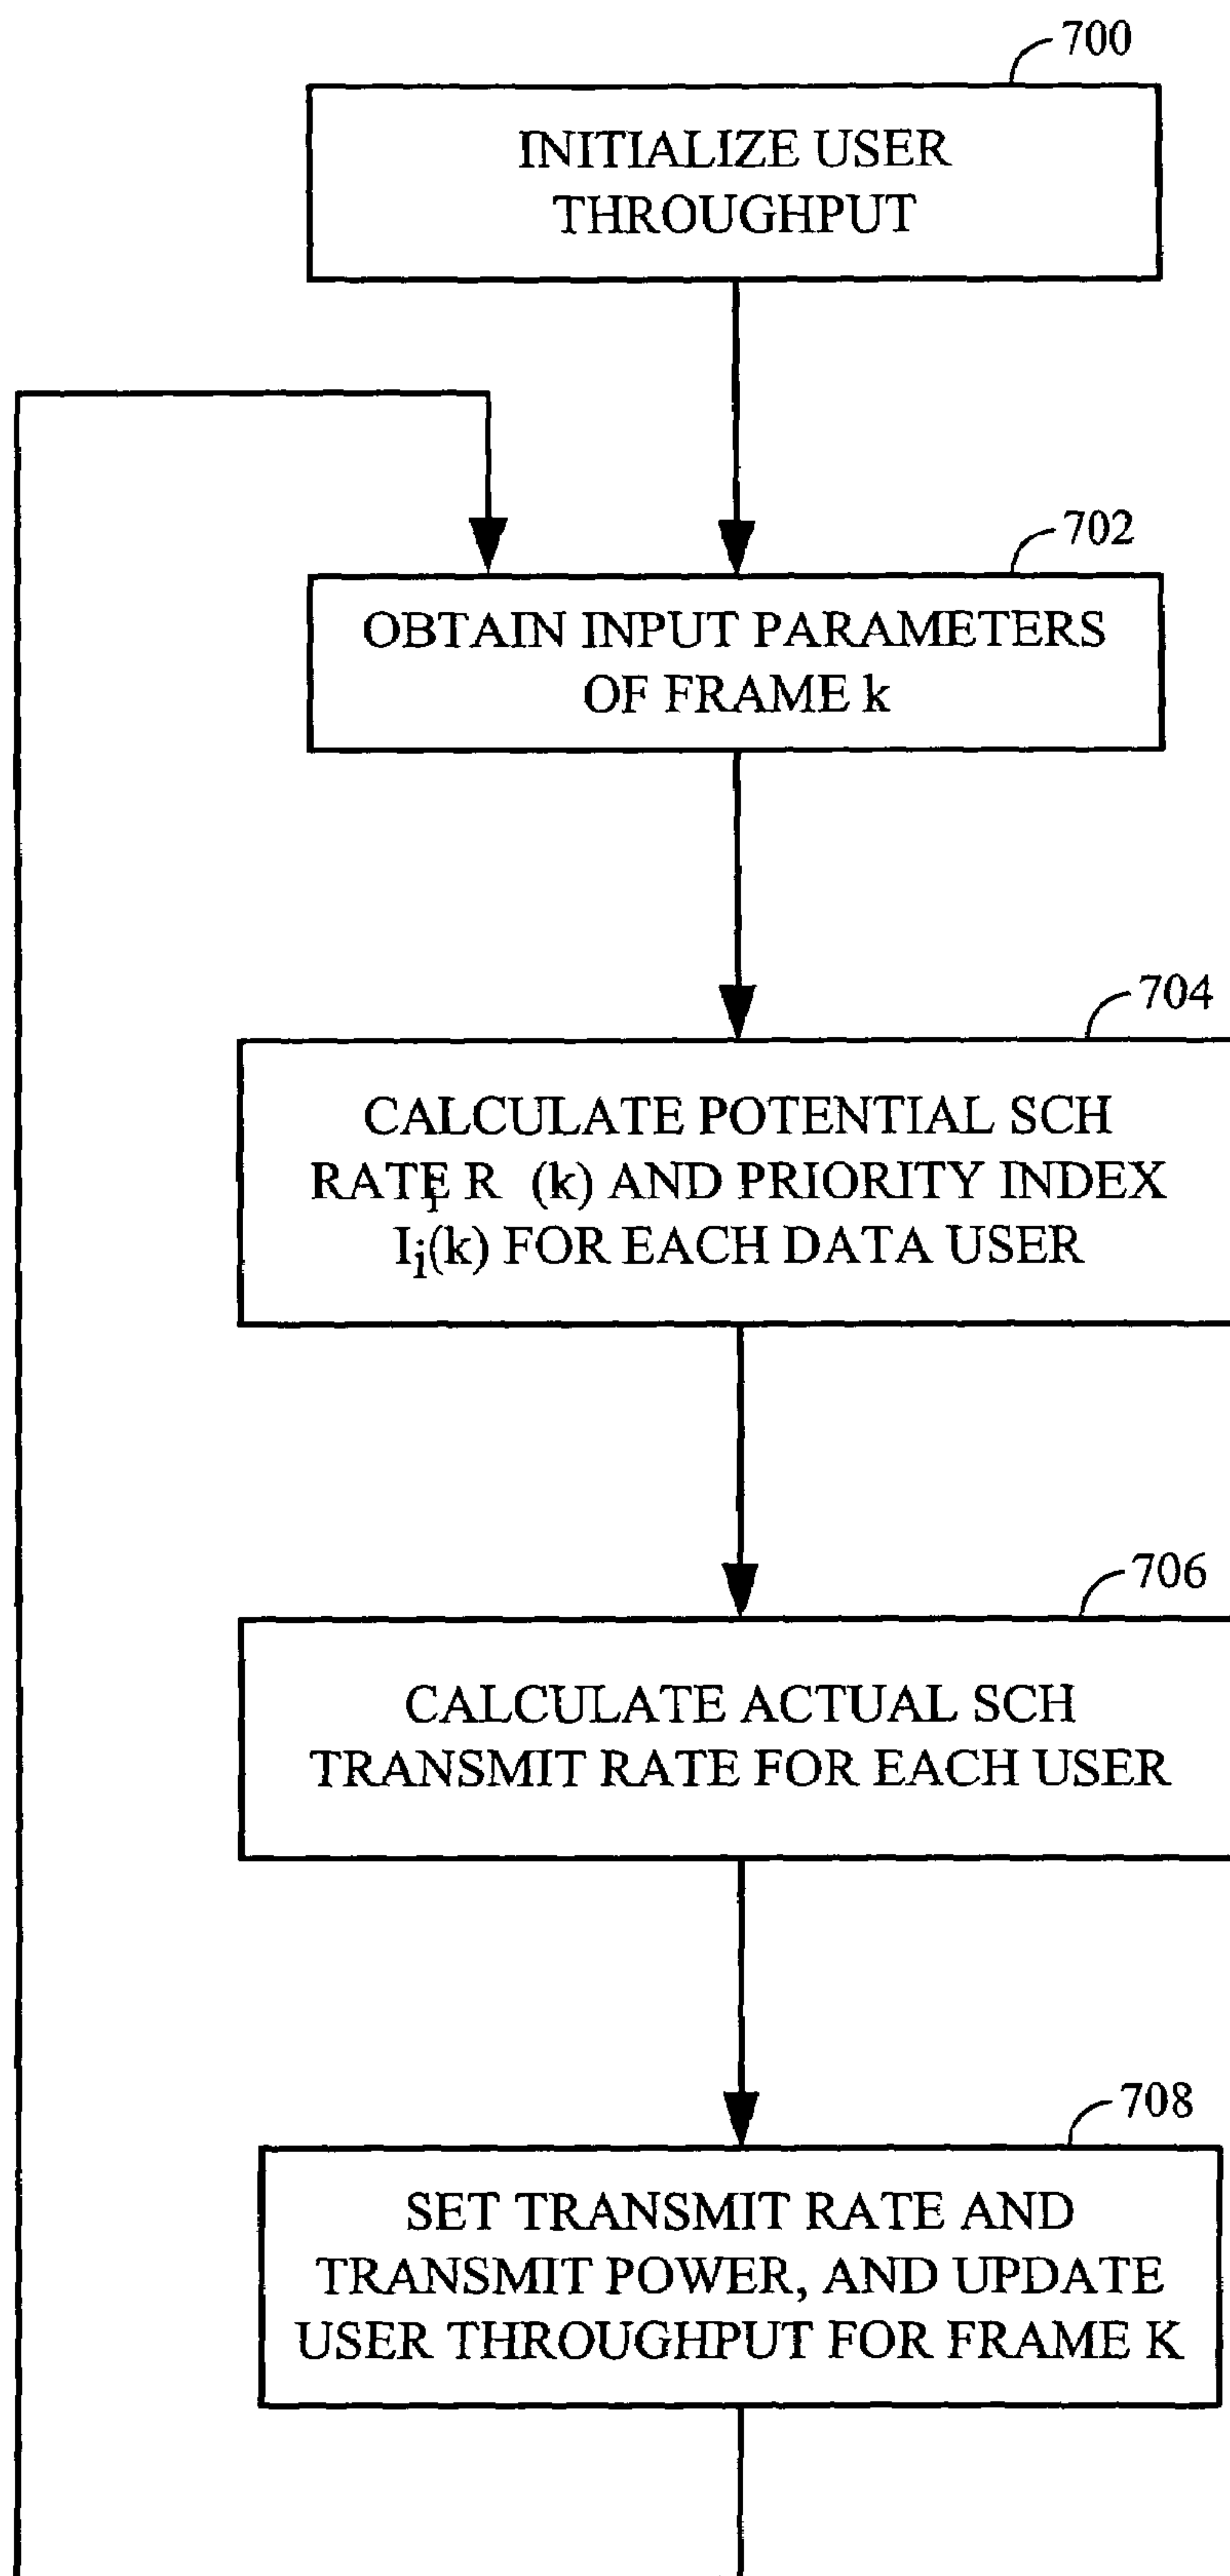 700
INITIALIZE USER
THROUGHPUT
702
OBTAIN INPUT PARAMETERS
OF FRAME k
704
CALCULATE POTENTIAL SCH
RATE R i (k) AND PRIORITY INDEX
Ii(k) FOR EACH DATA USER
706
CALCULATE ACTUAL SCH
TRANSMIT RATE FOR EACH USER
708
SET TRANSMIT RATE AND
TRANSMIT POWER, AND UPDATE
USER THROUGHPUT FOR FRAME K